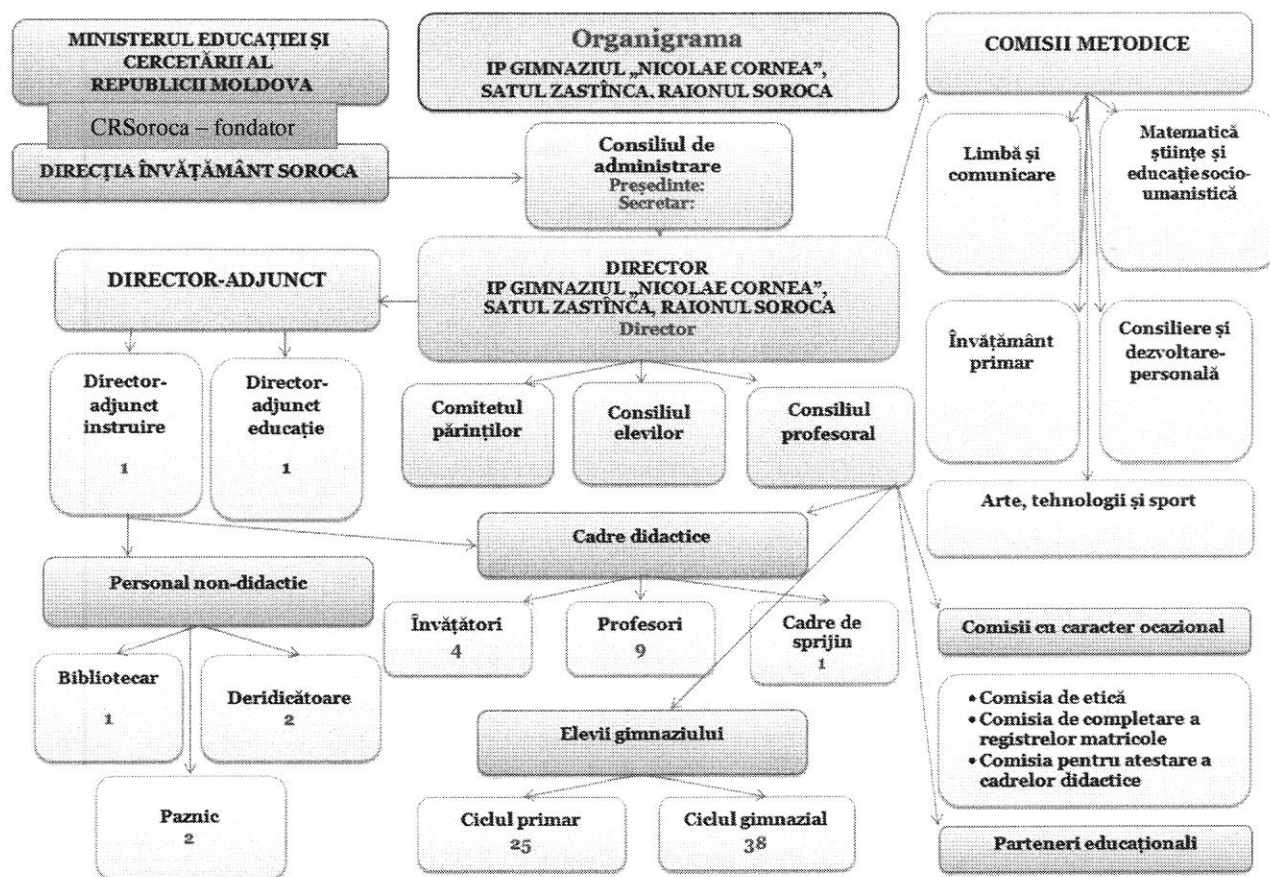 MINISTERUL EDUCAȚIEI ȘI
CERCETĂRII AL
REPUBLICII MOLDOVA
CRSoroca – fondator
DIRECȚIA ÎNVĂȚĂMÂNT SOROCA
Organigrama
IP GIMNAZIUL „NICOLAE CORNEA”,
SATUL ZASTÎNCA, RAIONUL SOROCA
Consiliul de
administrare
Președinte:
Secretar:
COMISII METODICE
Limbă și
comunicare
Matematică
științe și
educație socio-
umanistică
Învățământ
primar
Consiliere și
dezvoltare-
personală
Arte, tehnologii și sport
DIRECTOR
IP GIMNAZIUL „NICOLAE CORNEA”,
SATUL ZASTÎNCA, RAIONUL SOROCA
Director
DIRECTOR-ADJUNCT
Director-
adjunct
instruire
1
Director-
adjunct
educație
1
Comitetul
părinților
Consiliul
elevilor
Consiliul
profesoral
Cadre didactice
Învățători
4
Profesori
9
Cadre de
sprijin
1
Personal non-didactic
Bibliotecar
1
Deridicătoare
2
Paznic
2
Elevii gimnaziului
Ciclul primar
25
Ciclul gimnazial
38
Comisii cu caracter ocazional
• Comisia de etică
• Comisia de completare a
registrelor matricole
• Comisia pentru atestare a
cadrelor didactice
Parteneri educaționali